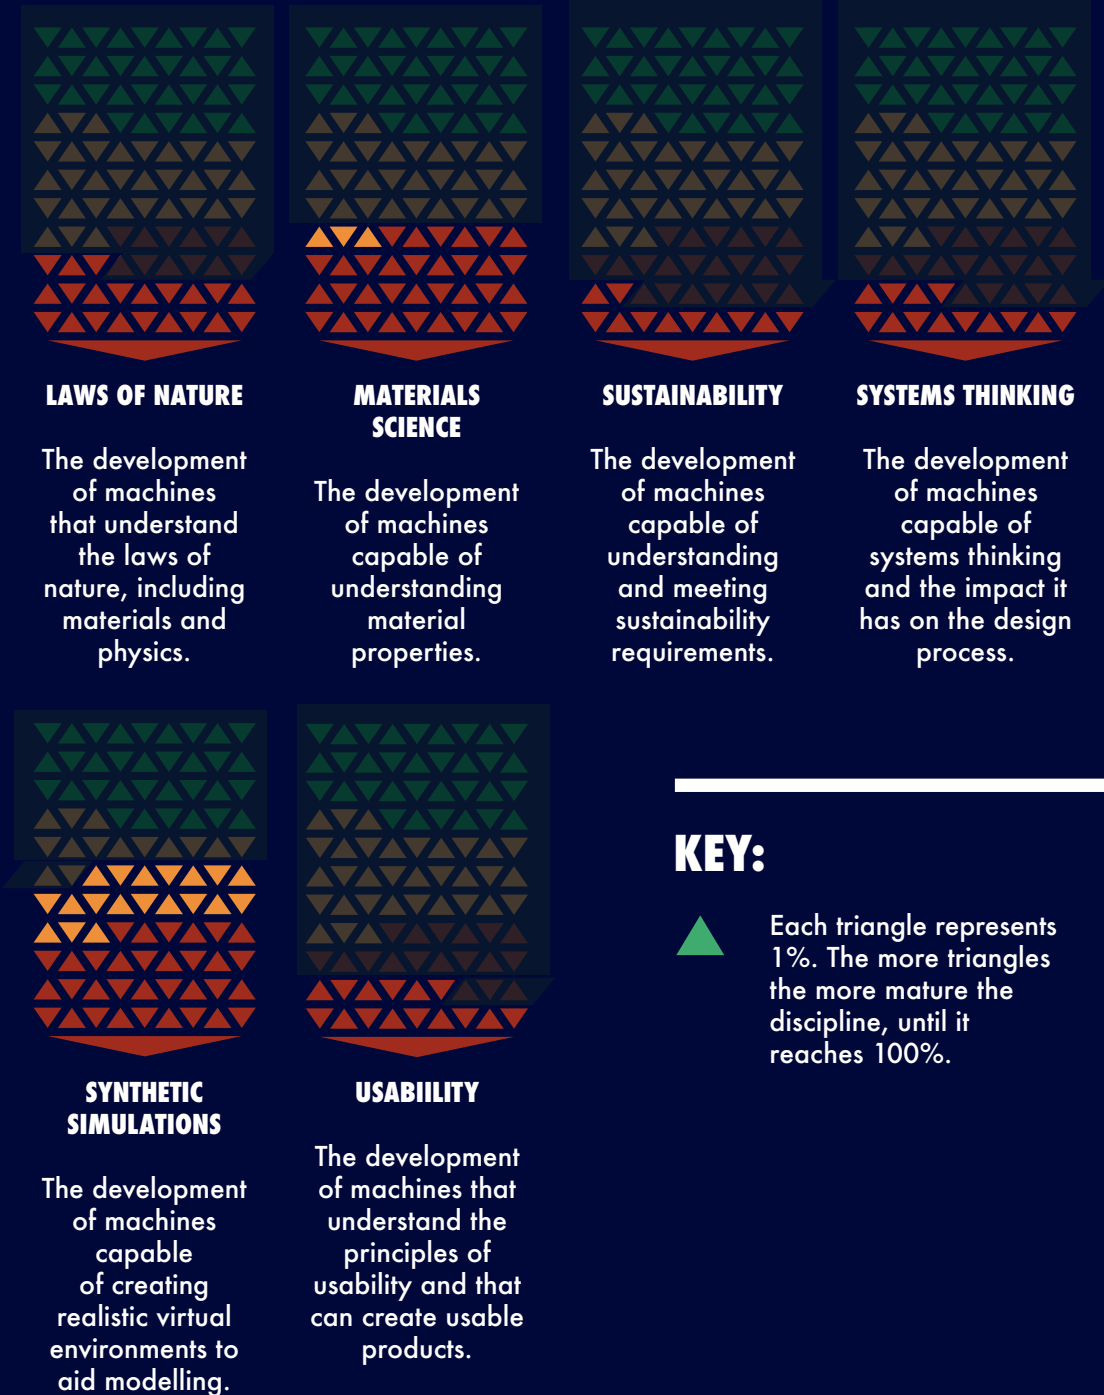 LAWS OF NATURE
The development
of machines
that understand
the laws of
nature, including
materials and
physics.
MATERIALS
SCIENCE
The development
of machines
capable of
understanding
material
properties.
SUSTAINABILITY
The development
of machines
capable of
understanding
and meeting
sustainability
requirements.
SYSTEMS THINKING
The development
of machines
capable of
systems thinking
and the impact it
has on the design
process.
SYNTHETIC
SIMULATIONS
The development
of machines
capable
of creating
realistic virtual
environments to
aid modelling.
USABIILITY
The development
of machines that
understand the
principles of
usability and that
can create usable
products.
KEY:
Each triangle represents
1%. The more triangles
the more mature the
discipline, until it
reaches 100%.